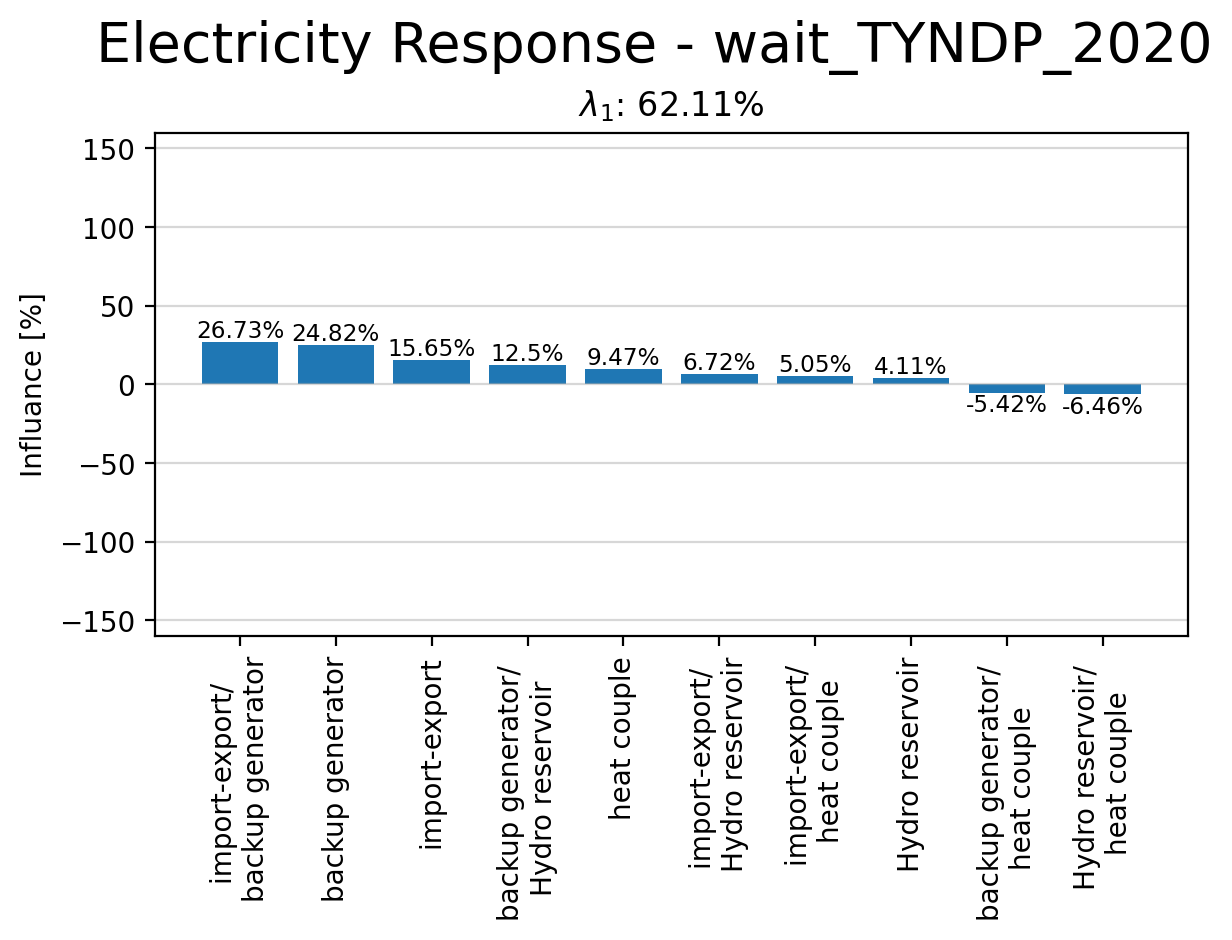 Electricity Response - wait_TYNDP_2020
λ1: 62.11%
Influance [%]
150
100
50
0
−50
−100
−150
26.73%
24.82%
15.65%
12.5%
9.47%
6.72%
5.05%
4.11%
-5.42%
-6.46%
import-export/
backup generator
backup generator
import-export
backup generator/
Hydro reservoir
heat couple
import-export/
Hydro reservoir
import-export/
heat couple
Hydro reservoir
backup generator/
heat couple
Hydro reservoir/
heat couple